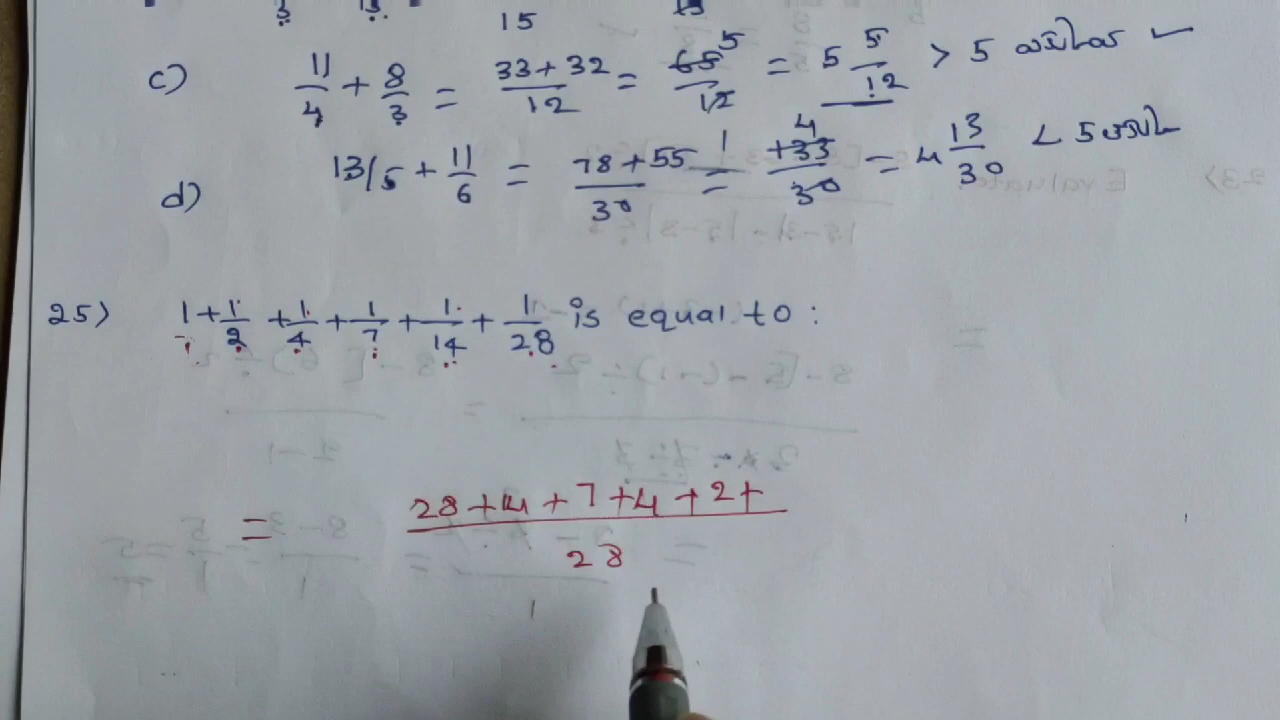 15
c) 11/4 + 8/3 = 33+32/12 = 65/12 = 5 5/12 > 5
d) 13/5 + 11/6 = 78+55/30 = 133/30 = 4 13/30 < 5
25) 1+1/2+1/4+1/7+1/14+1/28 is equal to:
= 28+14+7+4+2+/28